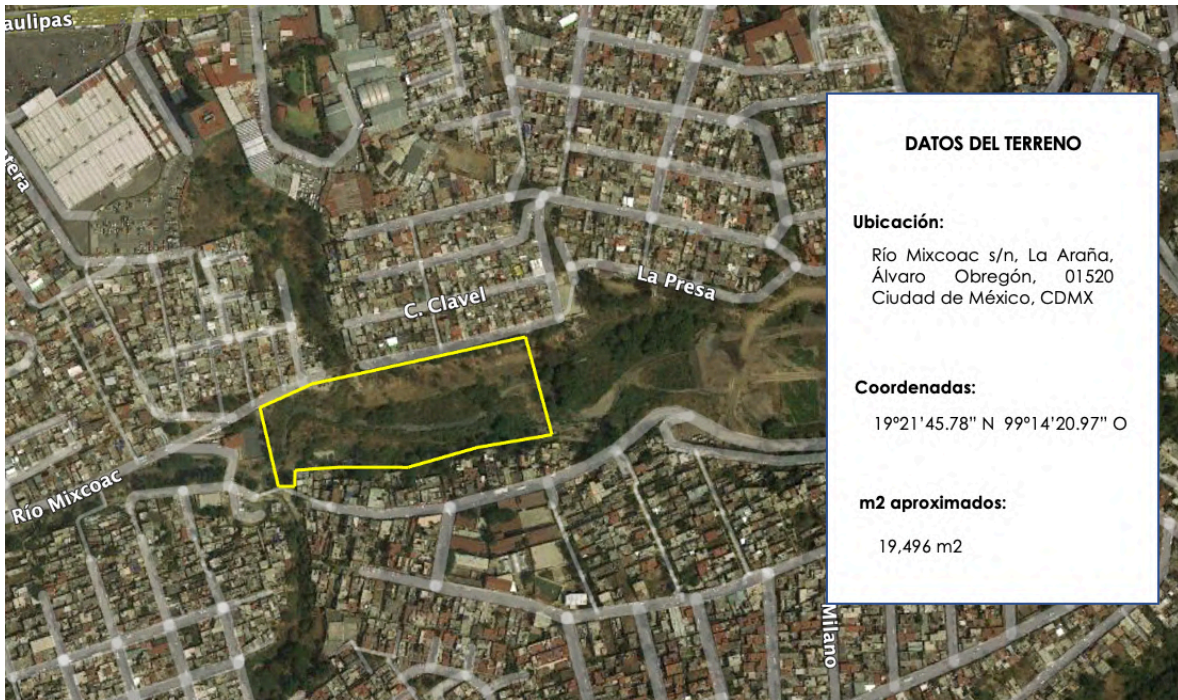 aulipas
tera
C. Clavel
La Presa
Río Mixcoac
Milano
DATOS DEL TERRENO
Ubicación:
Río Mixcoac s/n, La Araña,
Álvaro Obregón, 01520
Ciudad de México, CDMX
Coordenadas:
19º21'45.78" N 99º14'20.97" O
m2 aproximados:
19,496 m2